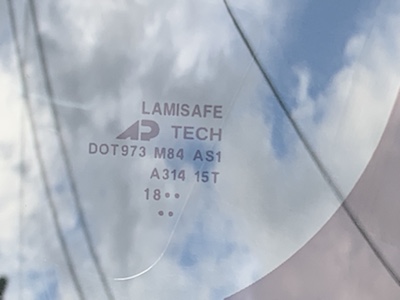 LAMISAFE
AP TECH
DOT973 M84 AS1
A314 15T
18••
••